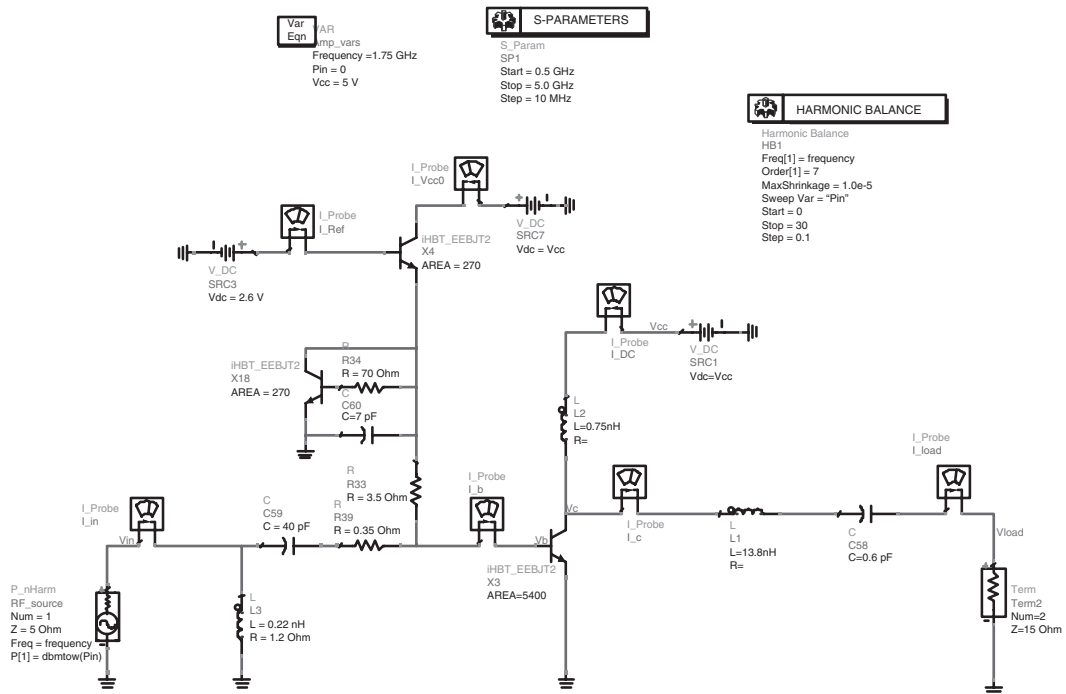 Var
Eqn
VAR
Amp_vars
Frequency =1.75 GHz
Pin = 0
Vcc = 5 V
S-PARAMETERS
S_Param
SP1
Start = 0.5 GHz
Stop = 5.0 GHz
Step = 10 MHz
HARMONIC BALANCE
Harmonic Balance
HB1
Freq[1] = frequency
Order[1] = 7
MaxShrinkage = 1.0e-5
Sweep Var = “Pin”
Start = 0
Stop = 30
Step = 0.1
I_Probe
I_Vcc0
I_Probe
I_Ref
V_DC
SRC7
Vdc = Vcc
iHBT_EEBJT2
X4
AREA = 270
V_DC
SRC3
Vdc = 2.6 V
I_Probe
I_DC
Vcc
V_DC
SRC1
Vdc=Vcc
iHBT_EEBJT2
X18
AREA = 270
R
R34
R = 70 Ohm
C
C60
C=7 pF
L
L2
L=0.75nH
R=
R
R33
R = 3.5 Ohm
I_Probe
I_b
I_Probe
I_in
Vin
C
C59
C = 40 pF
R
R39
R = 0.35 Ohm
Vb
Vc
iHBT_EEBJT2
X3
AREA=5400
I_Probe
I_c
L
L1
L=13.8nH
R=
C
C58
C=0.6 pF
I_Probe
I_load
Vload
P_nHarm
RF_source
Num = 1
Z = 5 Ohm
Freq = frequency
P[1] = dbmtow(Pin)
L
L3
L = 0.22 nH
R = 1.2 Ohm
Term
Term2
Num=2
Z=15 Ohm